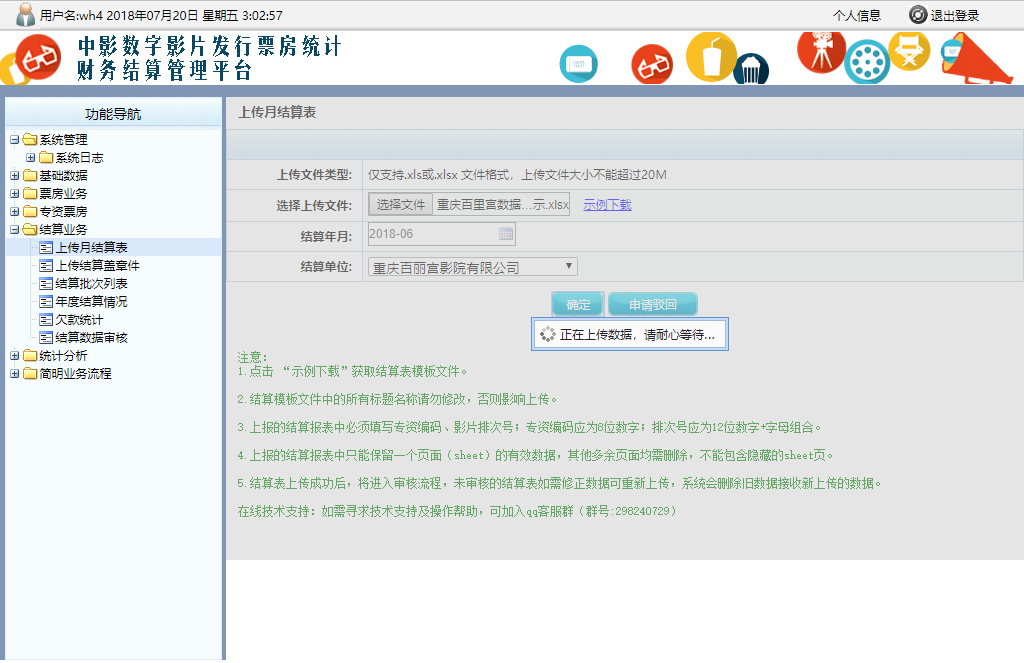 用户名:wh4 2018年07月20日 星期五 3:02:57
个人信息
退出登录
中影数字影片发行票房统计
财务结算管理平台
功能导航
系统管理
系统日志
基础数据
票房业务
专资票房
结算业务
上传月结算表
上传结算盖章件
结算批次列表
年度结算情况
欠款统计
结算数据审核
统计分析
简明业务流程
上传月结算表
上传文件类型: 仅支持.xls或.xlsx 文件格式，上传文件大小不能超过20M
选择上传文件: 选择文件 重庆百里宫数据...示.xlsx 示例下载
结算年月: 2018-06
结算单位: 重庆百丽宫影院有限公司
确定 申请驳回
正在上传数据，请耐心等待...
注意：
1.点击 “示例下载”获取结算表模板文件。
2.结算模板文件中的所有标题名称请勿修改，否则影响上传。
3.上报的结算报表中必须填写专资编码、影片排次号；专资编码应为8位数字；排次号应为12位数字+字母组合。
4.上报的结算报表中只能保留一个页面（sheet）的有效数据，其他多余页面均需删除，不能包含隐藏的sheet页。
5.结算表上传成功后，将进入审核流程，未审核的结算表如需修正数据可重新上传，系统会删除旧数据接收新上传的数据。
在线技术支持：如需寻求技术支持及操作帮助，可加入qq客服群（群号:298240729）